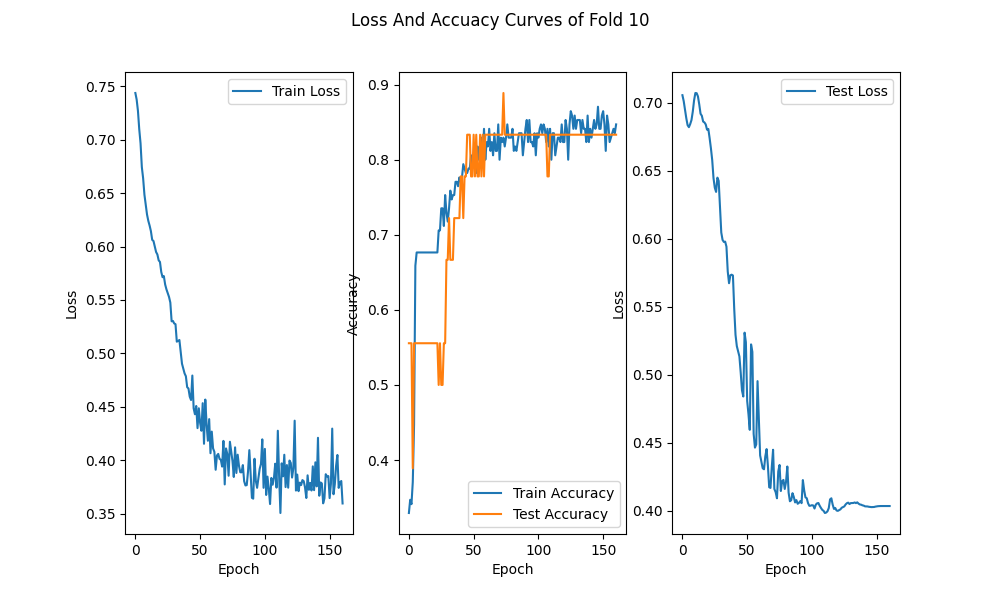 Loss And Accuacy Curves of Fold 10
Train Loss
0.75
0.70
0.65
0.60
0.55
0.50
0.45
0.40
0.35
Loss
0 50 100 150
Epoch
0.9
0.8
0.7
0.6
0.5
0.4
Accuracy
Train Accuracy
Test Accuracy
0 50 100 150
Epoch
Test Loss
0.70
0.65
0.60
0.55
0.50
0.45
0.40
Loss
0 50 100 150
Epoch